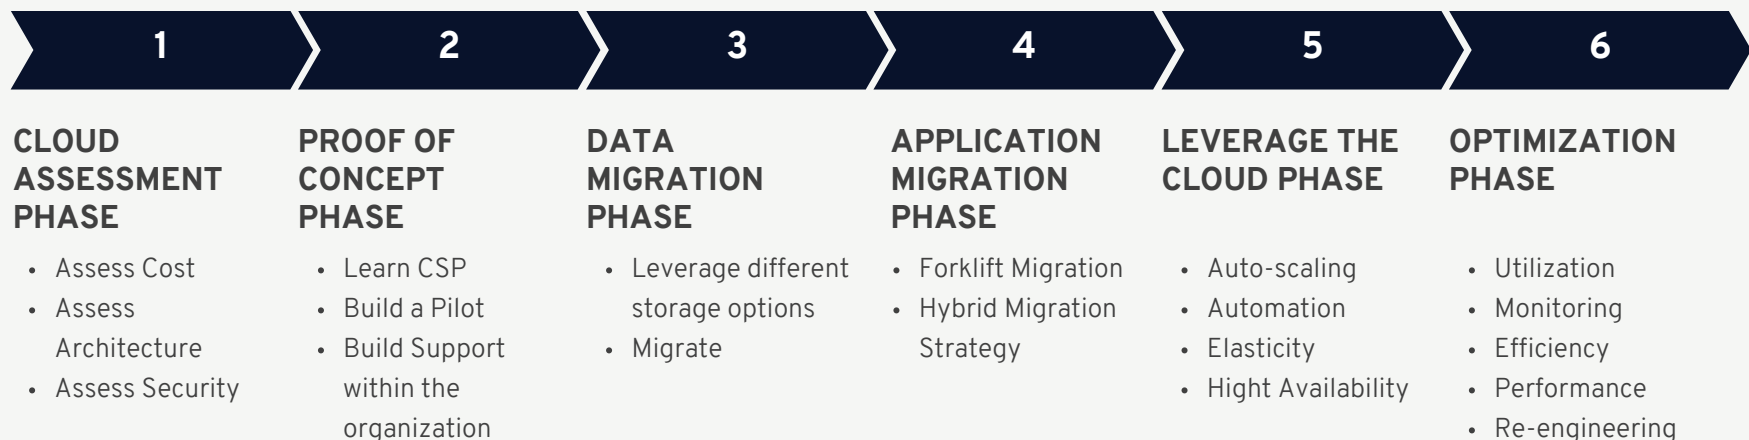 1
2
3
4
5
6
CLOUD
ASSESSMENT
PHASE
• Assess Cost
• Assess
Architecture
• Assess Security
PROOF OF
CONCEPT
PHASE
• Learn CSP
• Build a Pilot
• Build Support
within the
organization
DATA
MIGRATION
PHASE
• Leverage different
storage options
• Migrate
APPLICATION
MIGRATION
PHASE
• Forklift Migration
• Hybrid Migration
Strategy
LEVERAGE THE
CLOUD PHASE
• Auto-scaling
• Automation
• Elasticity
• Hight Availability
OPTIMIZATION
PHASE
• Utilization
• Monitoring
• Efficiency
• Performance
• Re-engineering